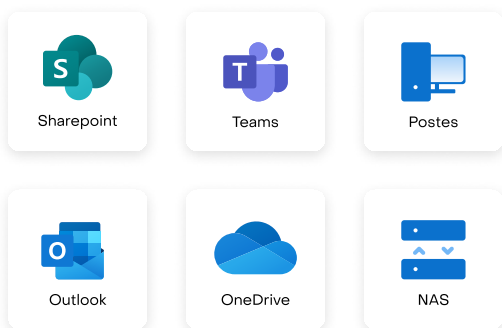 S
Sharepoint
T
Teams
Postes
O
Outlook
OneDrive
NAS